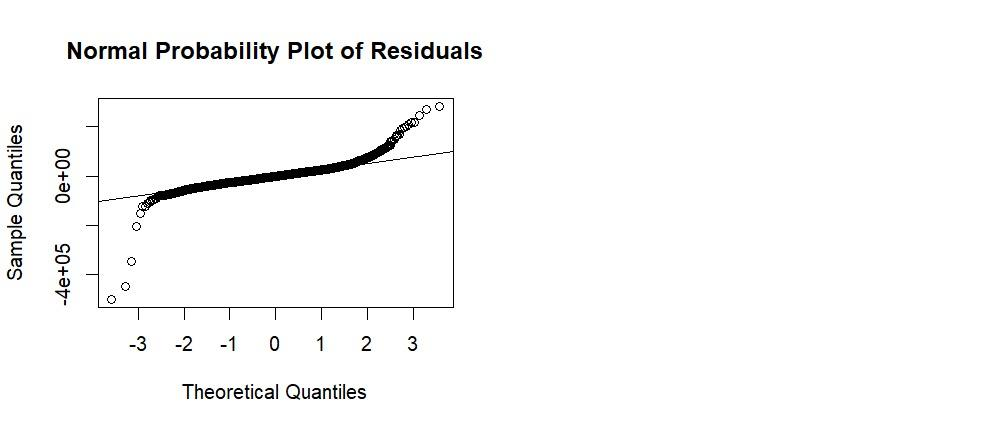 Normal Probability Plot of Residuals
Sample Quantiles
0e+00
-4e+05
-3 -2 -1 0 1 2 3
Theoretical Quantiles